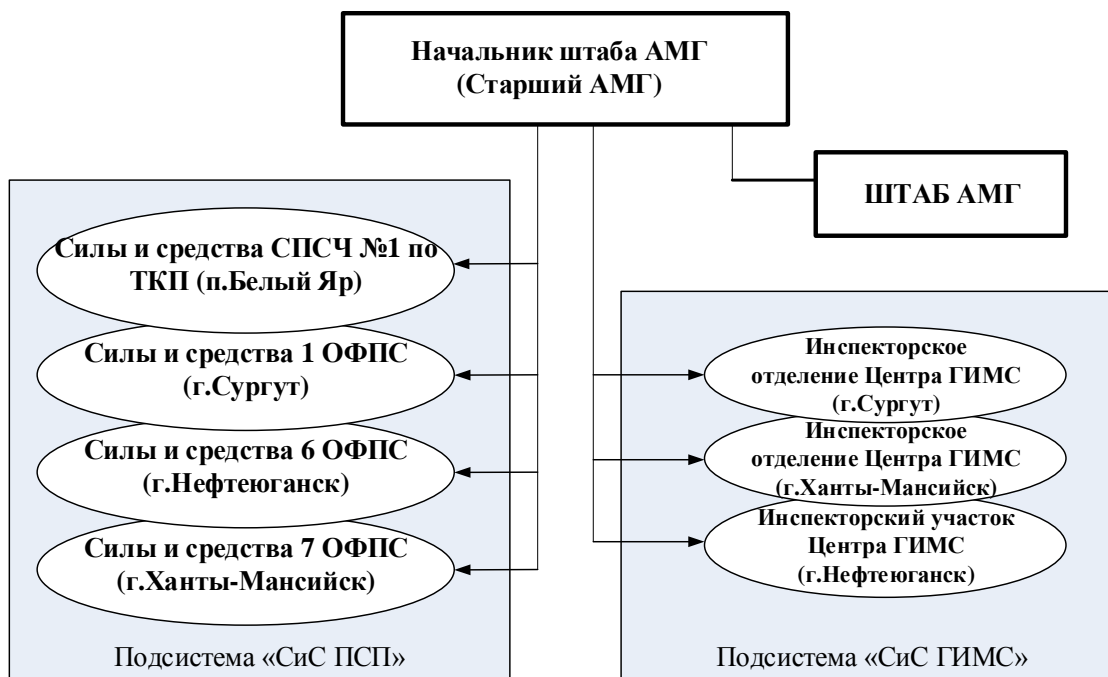 Начальник штаба АМГ
(Старший АМГ)
ШТАБ АМГ
Силы и средства СПСЧ №1 по
ТКП (п.Белый Яр)
Силы и средства 1 ОФПС
(г.Сургут)
Силы и средства 6 ОФПС
(г.Нефтеюганск)
Силы и средства 7 ОФПС
(г.Ханты-Мансийск)
Подсистема «СиС ПСП»
Инспекторское
отделение Центра ГИМС
(г.Сургут)
Инспекторское
отделение Центра ГИМС
(г.Ханты-Мансийск)
Инспекторский участок
Центра ГИМС
(г.Нефтеюганск)
Подсистема «СиС ГИМС»